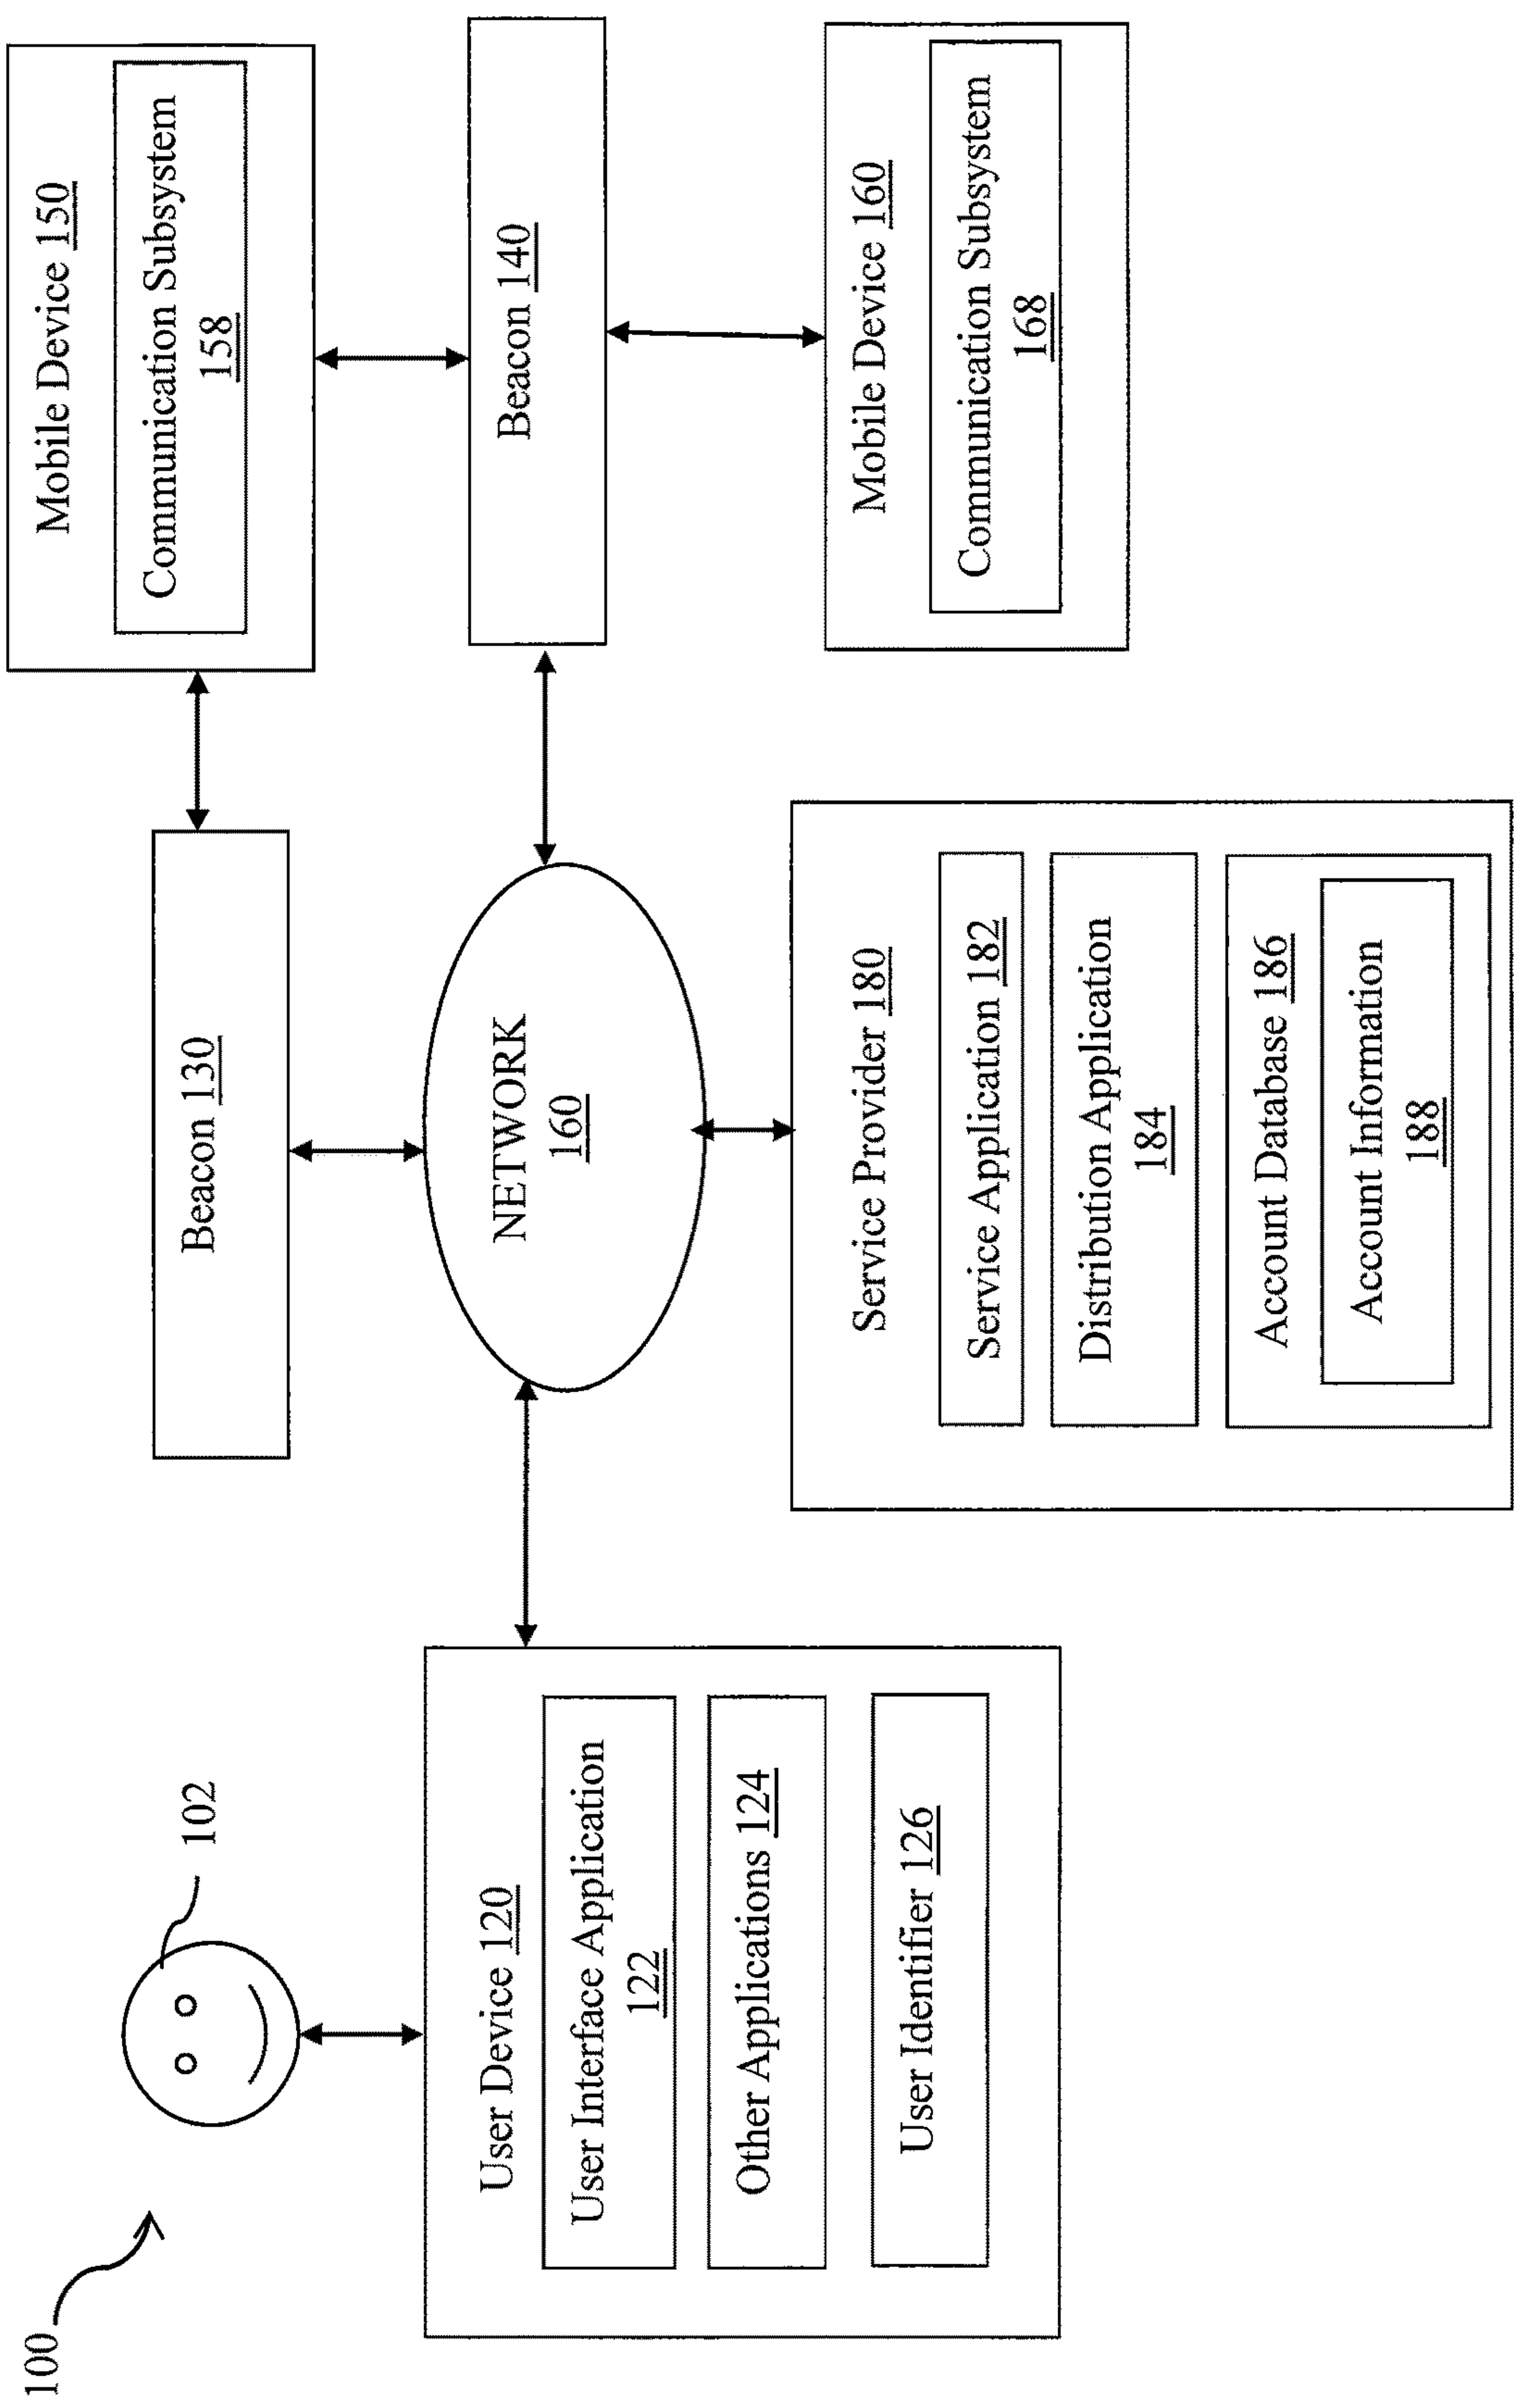 100
102
User Device 120
User Interface Application
122
Other Applications 124
User Identifier 126
Beacon 130
NETWORK
160
Service Provider 180
Service Application 182
Distribution Application
184
Account Database 186
Account Information
188
Mobile Device 150
Communication Subsystem
158
Beacon 140
Mobile Device 160
Communication Subsystem
168